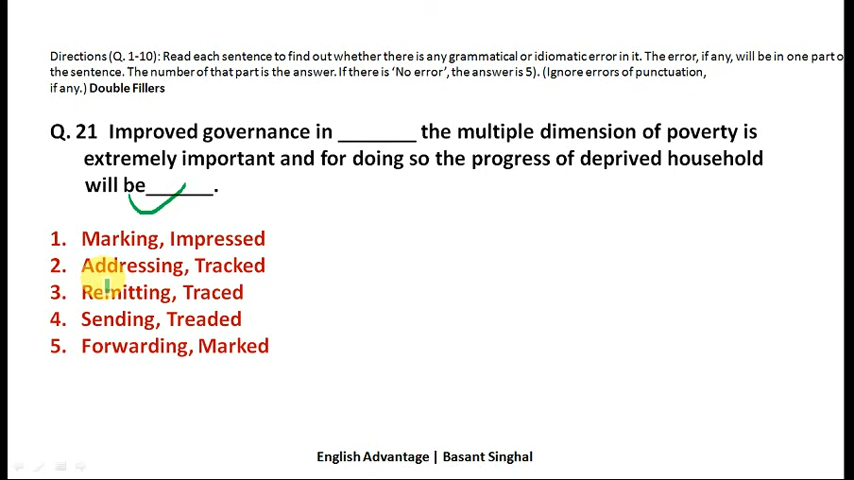 Directions (Q. 1-10): Read each sentence to find out whether there is any grammatical or idiomatic error in it. The error, if any, will be in one part o
the sentence. The number of that part is the answer. If there is ‘No error’, the answer is 5). (Ignore errors of punctuation,
if any.) Double Fillers
Q. 21 Improved governance in _______ the multiple dimension of poverty is
extremely important and for doing so the progress of deprived household
will be______.
1. Marking, Impressed
2. Addressing, Tracked
3. Remitting, Traced
4. Sending, Treaded
5. Forwarding, Marked
English Advantage | Basant Singhal